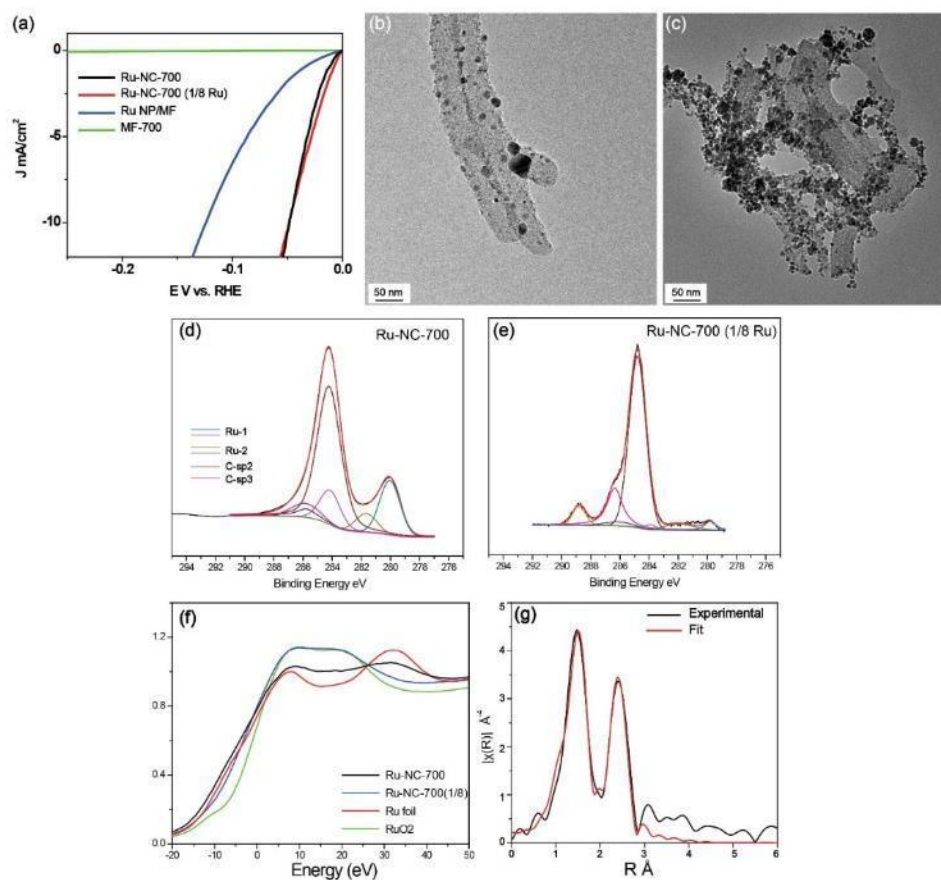 (a)
0
-5
-10
J mA/cm²
Ru-NC-700
Ru-NC-700 (1/8 Ru)
Ru NP/MF
MF-700
-0.2
-0.1
0.0
E V vs. RHE
(b)
50 nm
(c)
50 nm
(d)
Ru-NC-700
Ru-1
Ru-2
C-sp2
C-sp3
294 292 290 288 286 284 282 280 278 276
Binding Energy eV
(e)
Ru-NC-700 (1/8 Ru)
294 292 290 288 286 284 282 280 278 276
Binding Energy eV
(f)
1.2
0.8
0.4
0.0
Ru-NC-700
Ru-NC-700(1/8)
Ru foil
RuO2
-20 -10 0 10 20 30 40 50
Energy (eV)
(g)
Experimental
Fit
5
4
3
2
1
0
|χ(R)| Å⁻⁴
0 1 2 3 4 5 6
R Å